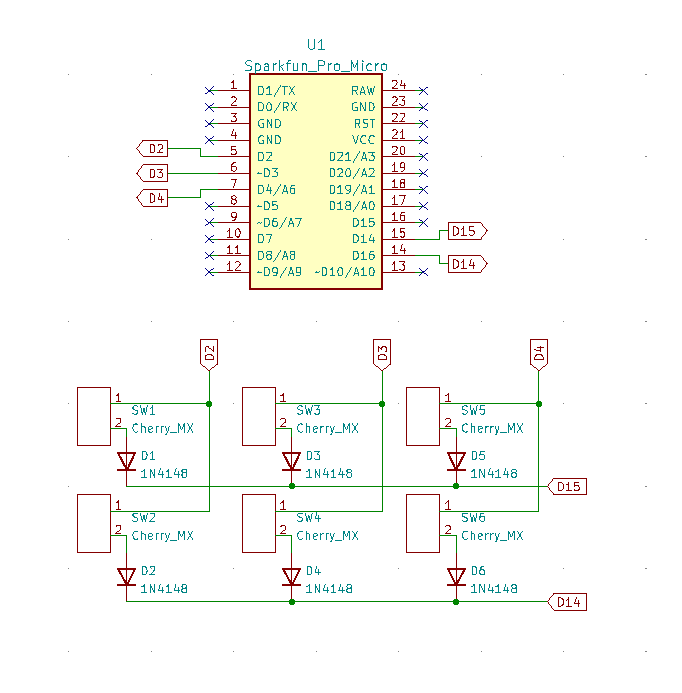 U1
Sparkfun_Pro_Micro
1 D1/TX RAW 24
2 D0/RX GND 23
3 GND RST 22
4 GND VCC 21
D2 5 D2 D21/A3 20
D3 6 ~D3 D20/A2 19
D4 7 D4/A6 D19/A1 18
8 ~D5 D18/A0 17
9 ~D6/A7 D15 16
10 D7 D14 15 D15
11 D8/A8 D16 14 D14
12 ~D9/A9 ~D10/A10 13
D2 D3 D4
1 1 1
SW1 SW3 SW5
2 Cherry_MX 2 Cherry_MX 2 Cherry_MX
D1 D3 D5
1N4148 1N4148 1N4148
D15
1 1 1
SW2 SW4 SW6
2 Cherry_MX 2 Cherry_MX 2 Cherry_MX
D2 D4 D6
1N4148 1N4148 1N4148
D14